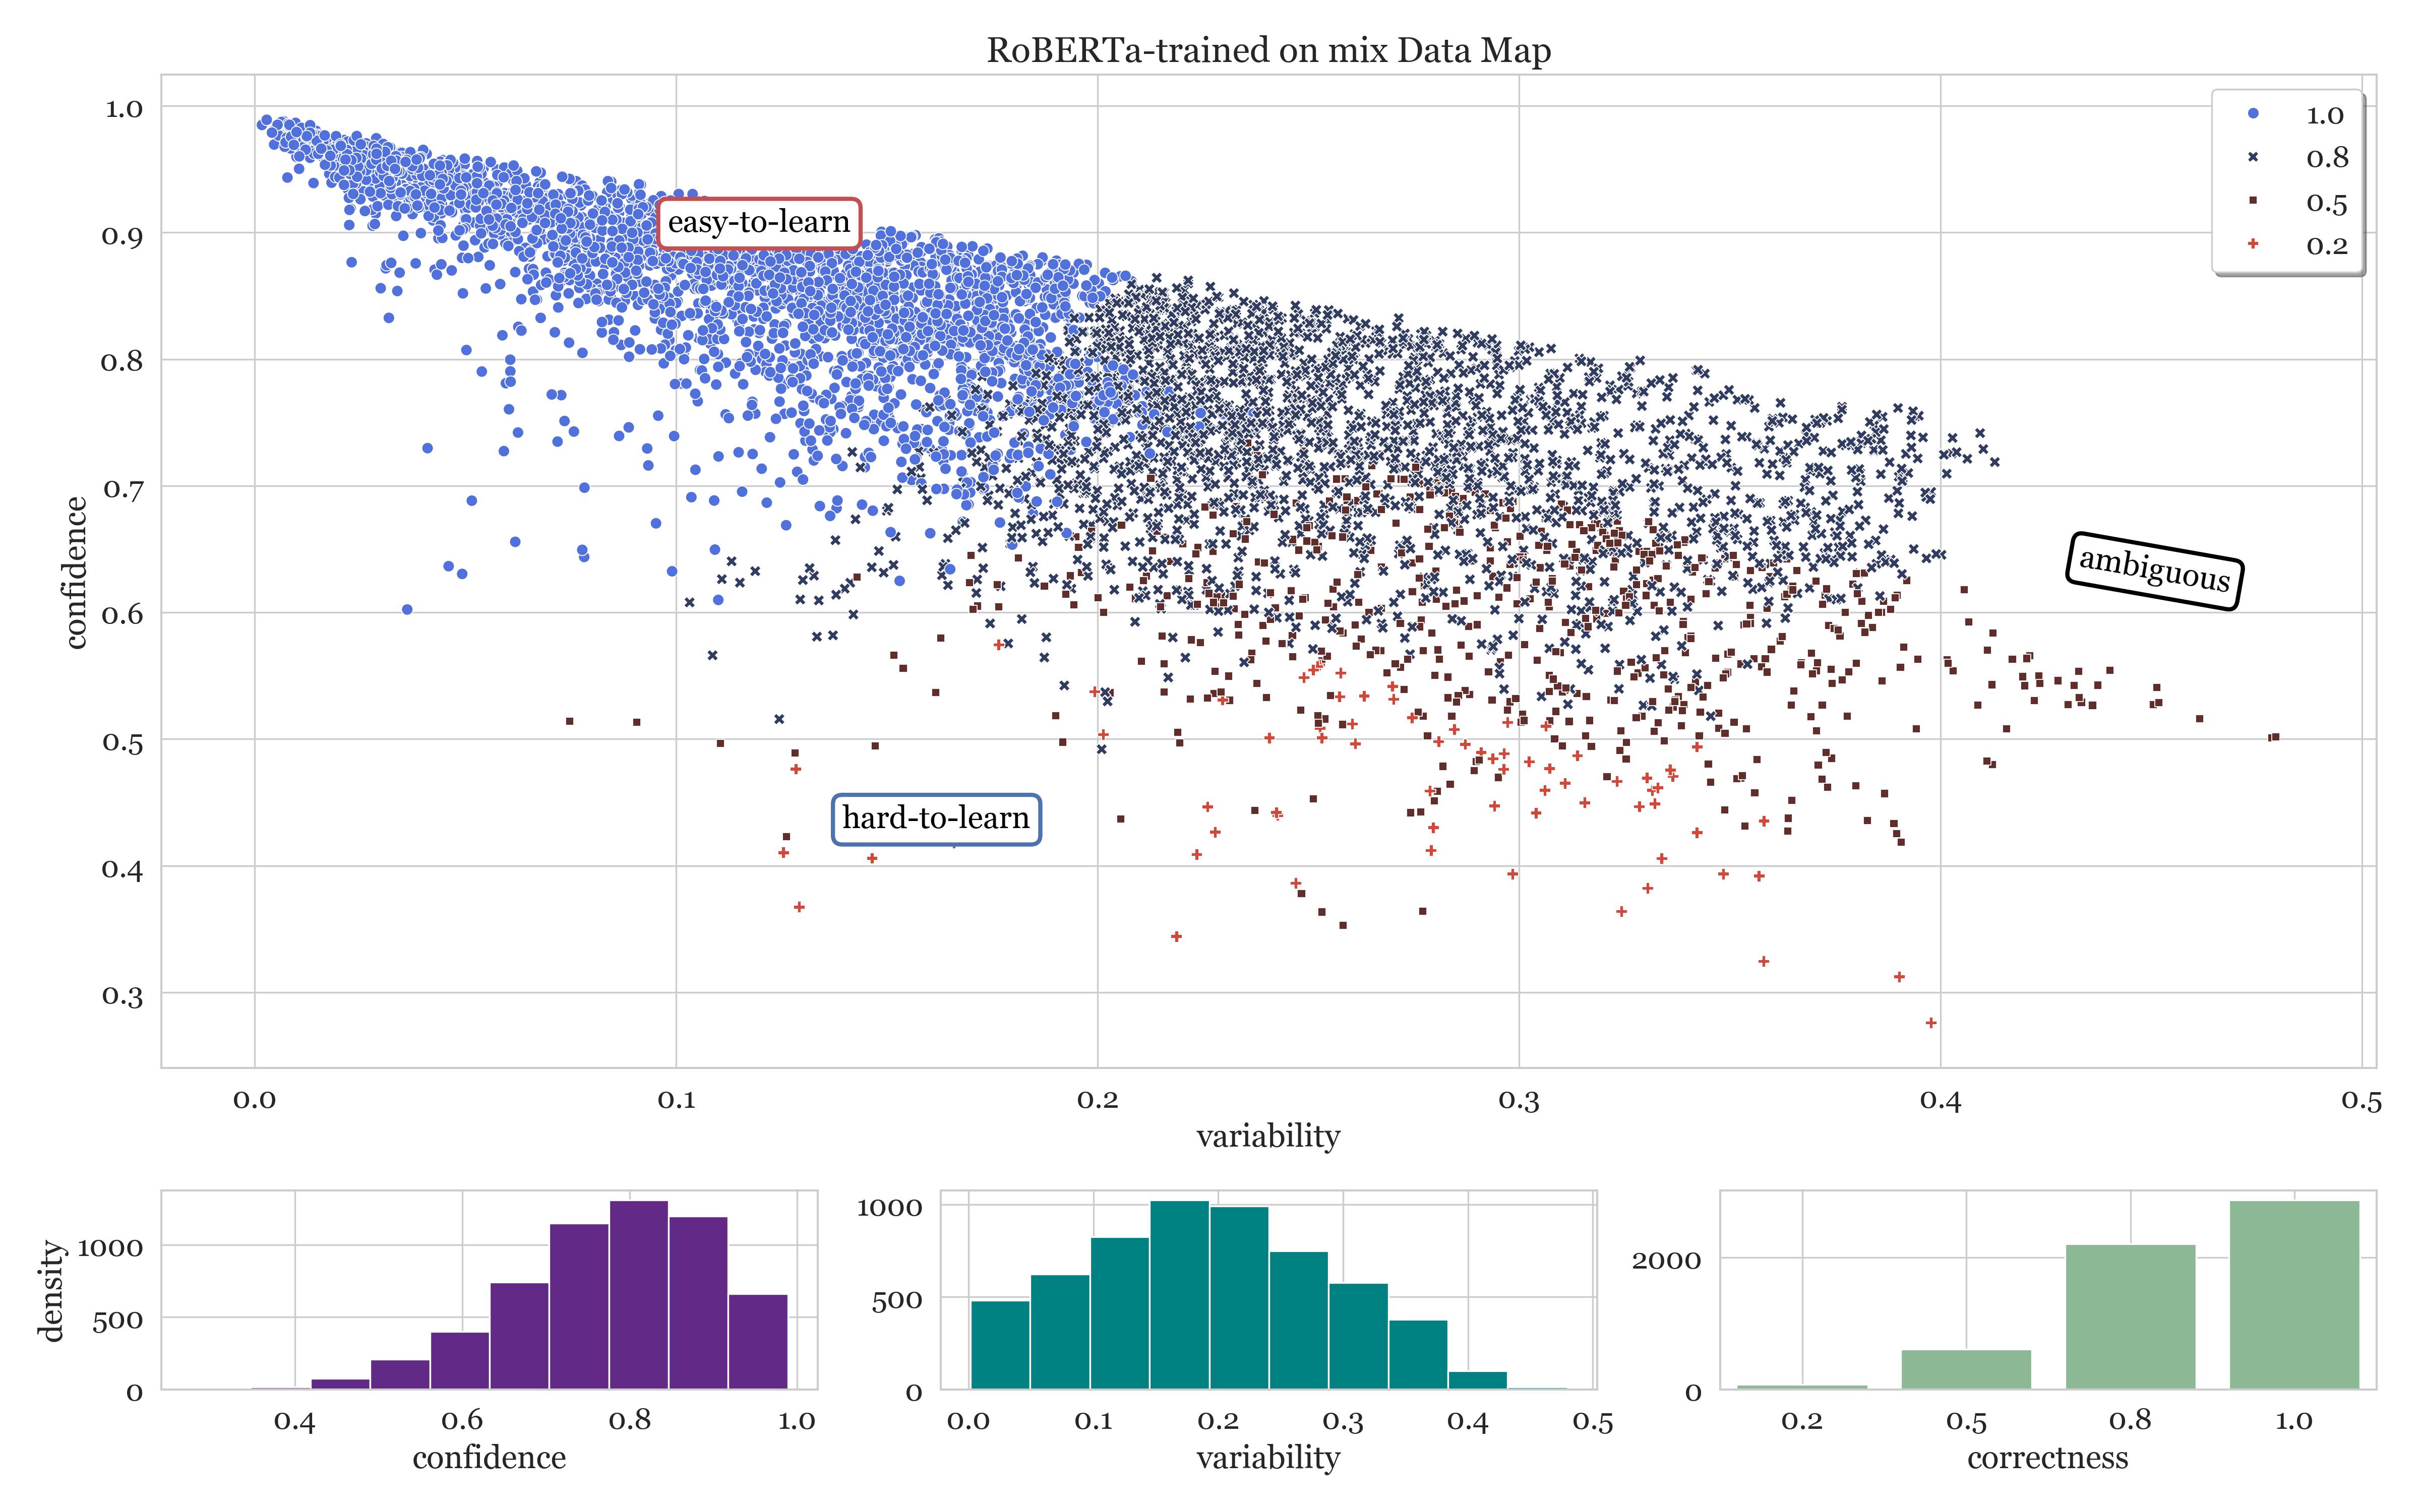 RoBERTa-trained on mix Data Map
1.0
0.9
0.8
0.7
0.6
0.5
0.4
0.3
confidence
easy-to-learn
ambiguous
hard-to-learn
1.0
0.8
0.5
0.2
0.0 0.1 0.2 0.3 0.4 0.5
variability
density
1000
500
0
0.4 0.6 0.8 1.0
confidence
1000
500
0
0.0 0.1 0.2 0.3 0.4 0.5
variability
2000
0
0.2 0.5 0.8 1.0
correctness